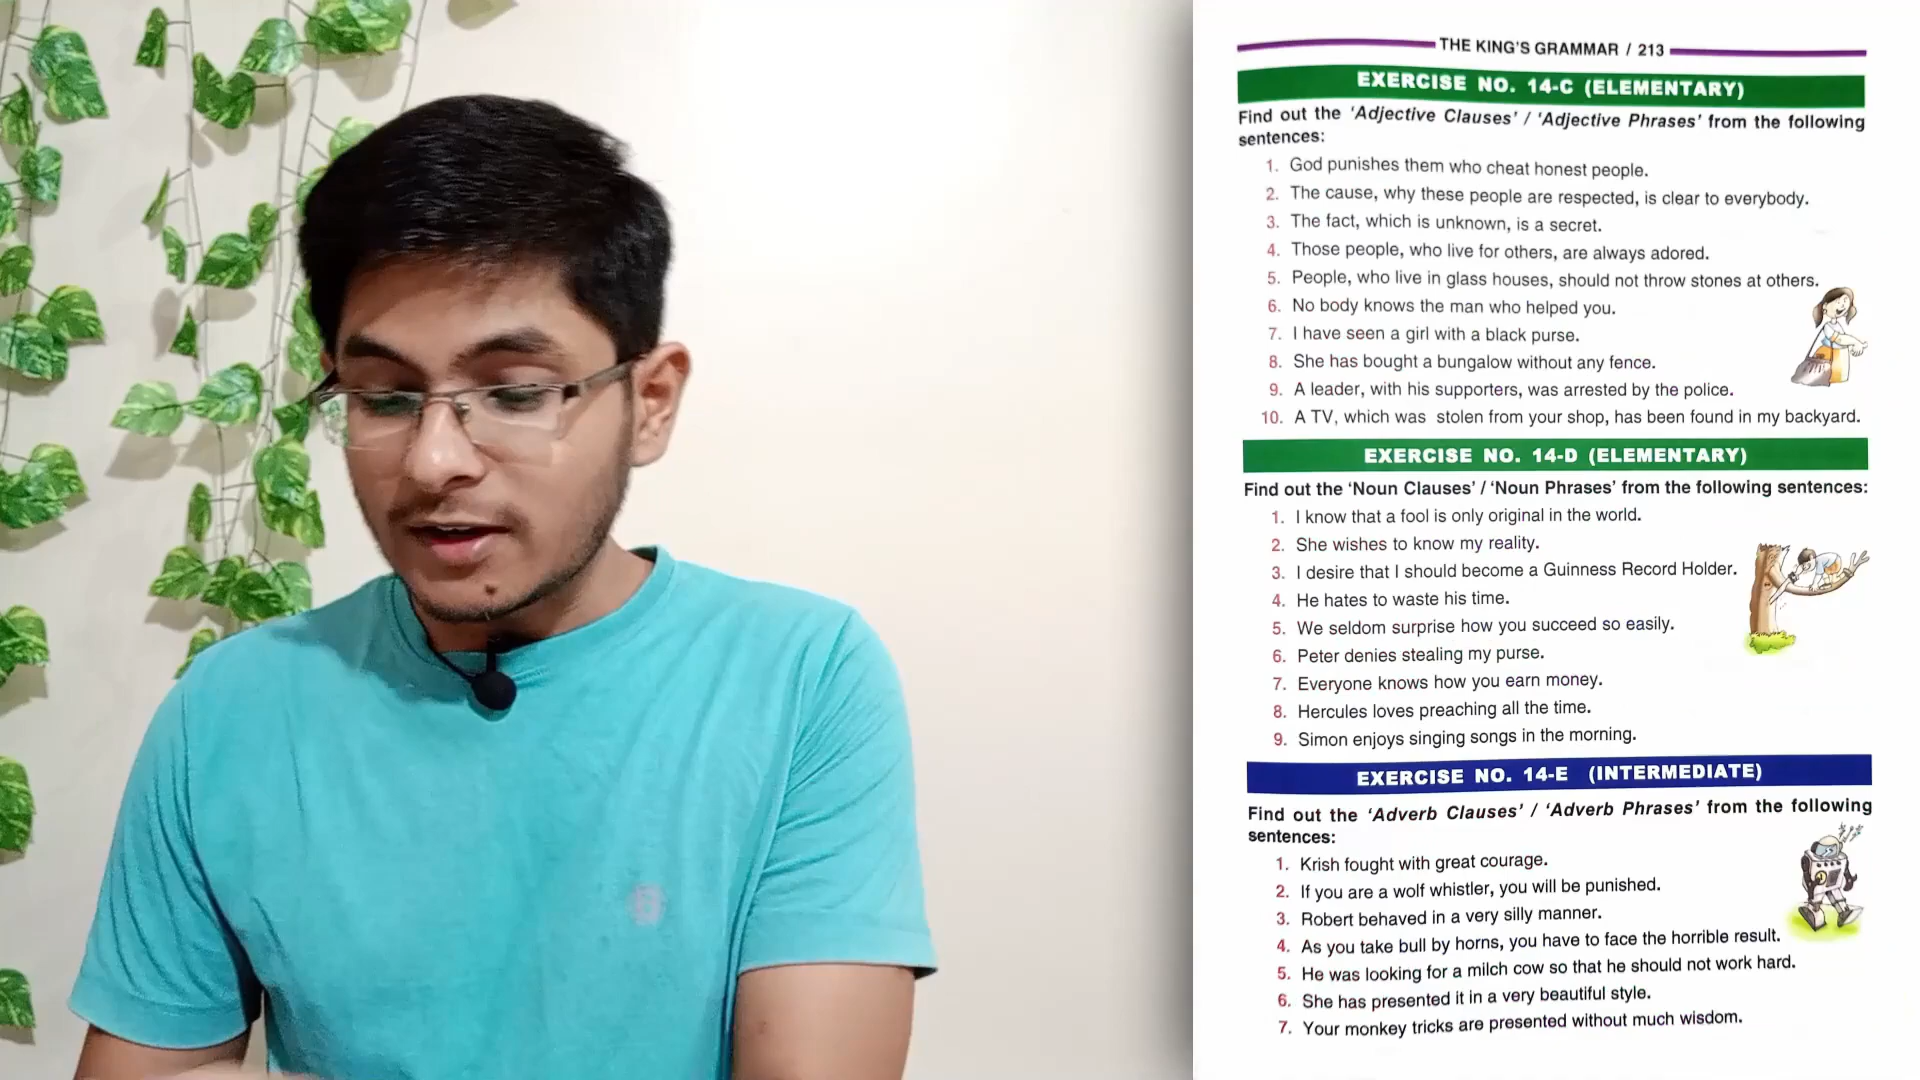 THE KING'S GRAMMAR / 213
EXERCISE NO. 14-C (ELEMENTARY)
Find out the 'Adjective Clauses' / 'Adjective Phrases' from the following
sentences:
1. God punishes them who cheat honest people.
2. The cause, why these people are respected, is clear to everybody.
3. The fact, which is unknown, is a secret.
4. Those people, who live for others, are always adored.
5. People, who live in glass houses, should not throw stones at others.
6. No body knows the man who helped you.
7. I have seen a girl with a black purse.
8. She has bought a bungalow without any fence.
9. A leader, with his supporters, was arrested by the police.
10. A TV, which was stolen from your shop, has been found in my backyard.
EXERCISE NO. 14-D (ELEMENTARY)
Find out the 'Noun Clauses' / 'Noun Phrases' from the following sentences:
1. I know that a fool is only original in the world.
2. She wishes to know my reality.
3. I desire that I should become a Guinness Record Holder.
4. He hates to waste his time.
5. We seldom surprise how you succeed so easily.
6. Peter denies stealing my purse.
7. Everyone knows how you earn money.
8. Hercules loves preaching all the time.
9. Simon enjoys singing songs in the morning.
EXERCISE NO. 14-E (INTERMEDIATE)
Find out the 'Adverb Clauses' / 'Adverb Phrases' from the following
sentences:
1. Krish fought with great courage.
2. If you are a wolf whistler, you will be punished.
3. Robert behaved in a very silly manner.
4. As you take bull by horns, you have to face the horrible result.
5. He was looking for a milch cow so that he should not work hard.
6. She has presented it in a very beautiful style.
7. Your monkey tricks are presented without much wisdom.